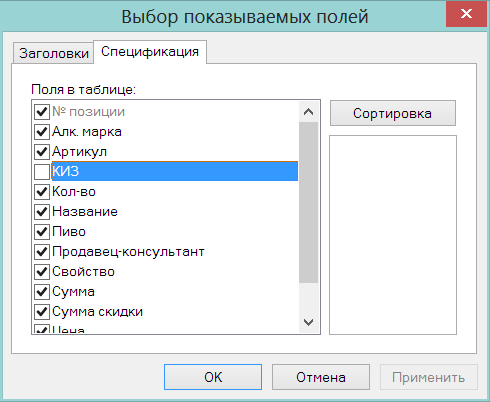 Выбор показываемых полей
Заголовки
Спецификация
Поля в таблице:
№ позиции
Алк. марка
Артикул
КИЗ
Кол-во
Название
Пиво
Продавец-консультант
Свойство
Сумма
Сумма скидки
Цена
Сортировка
OK
Отмена
Применить